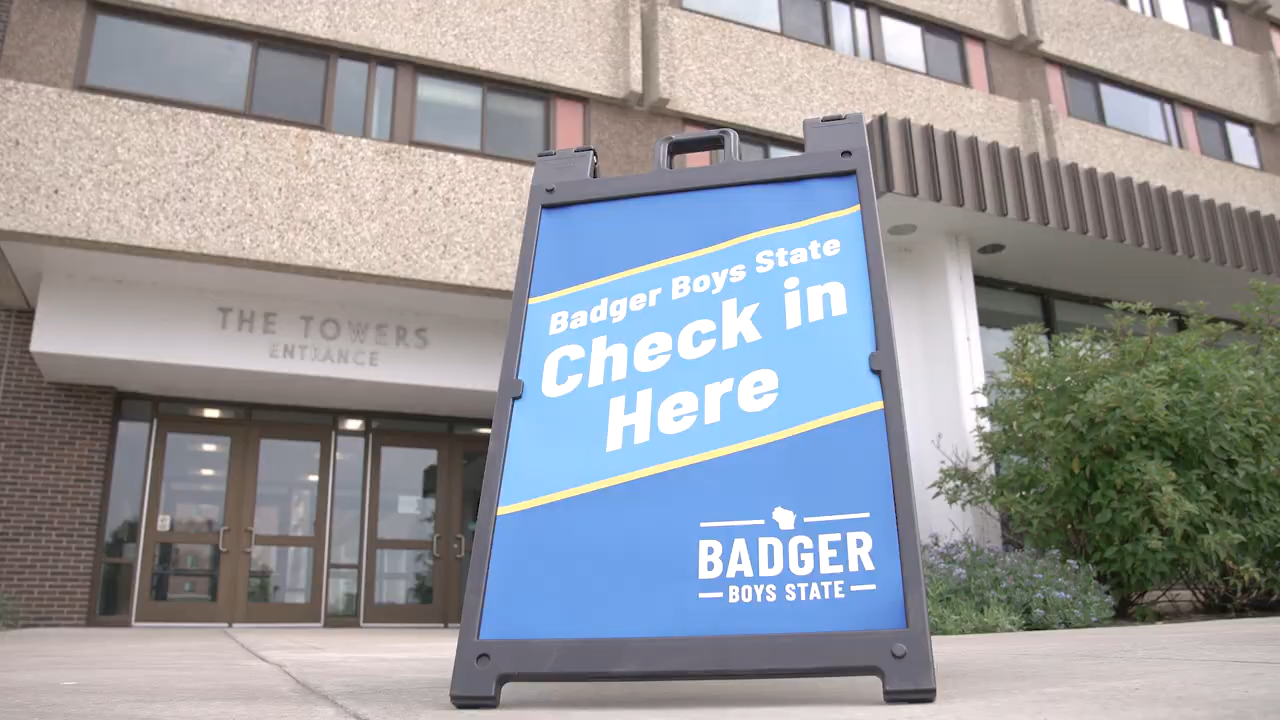 THE TOWERS
ENTRANCE
Badger Boys State
Check in
Here
BADGER
BOYS STATE